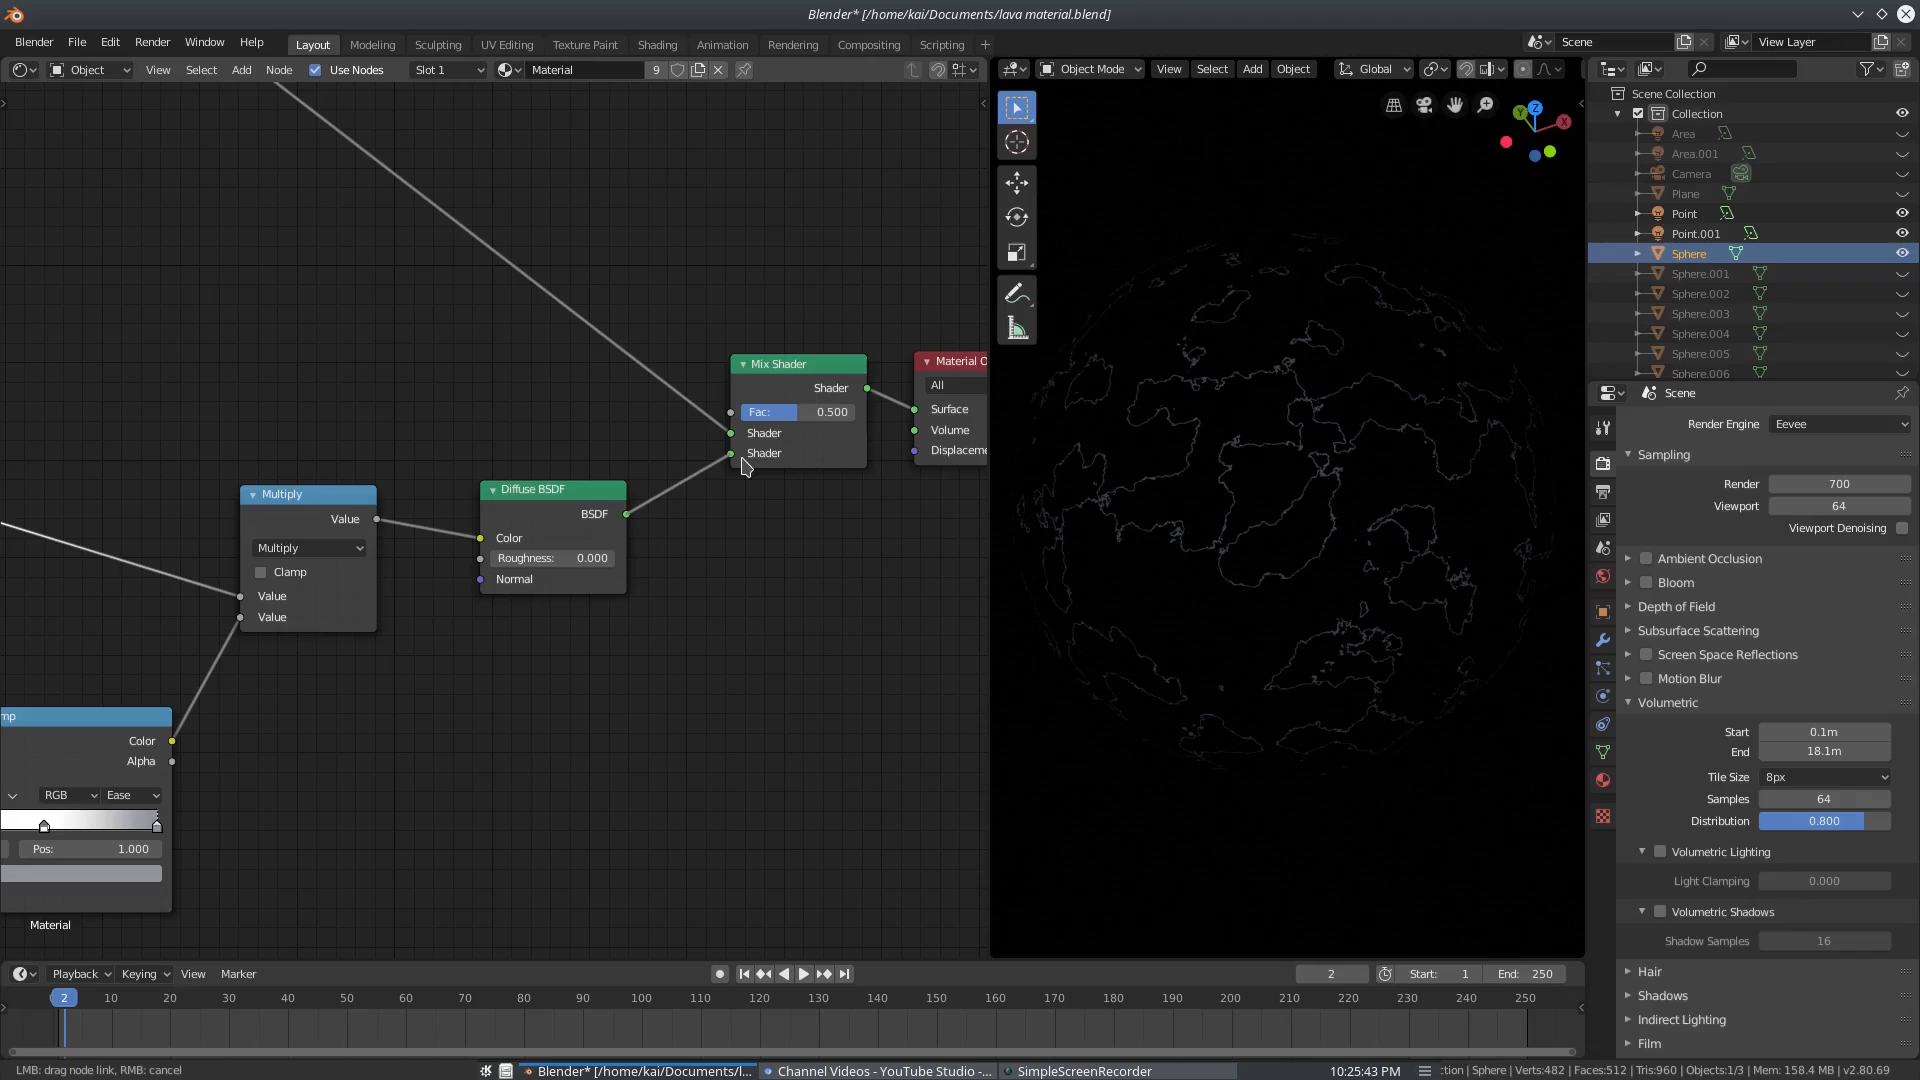 Blender* [/home/kai/Documents/lava material.blend]
Blender File Edit Render Window Help Layout Modeling Sculpting UV Editing Texture Paint Shading Animation Rendering Compositing Scripting + Scene View Layer
Object View Select Add Node Use Nodes Slot 1 Material 9
Object Mode View Select Add Object Global
Z Y X
Scene Collection
Collection
Area
Area.001
Camera
Plane
Point
Point.001
Sphere
Sphere.001
Sphere.002
Sphere.003
Sphere.004
Sphere.005
Sphere.006
Mix Shader
Shader
Fac: 0.500
Shader
Shader
Material O
All
Surface
Volume
Displaceme
Multiply
Value
Multiply
Clamp
Value
Value
Diffuse BSDF
BSDF
Color
Roughness: 0.000
Normal
mp
Color
Alpha
RGB Ease
Pos: 1.000
Material
Scene
Render Engine Eevee
Sampling
Render 700
Viewport 64
Viewport Denoising
Ambient Occlusion
Bloom
Depth of Field
Subsurface Scattering
Screen Space Reflections
Motion Blur
Volumetric
Start 0.1m
End 18.1m
Tile Size 8px
Samples 64
Distribution 0.800
Volumetric Lighting
Light Clamping 0.000
Volumetric Shadows
Shadow Samples 16
Hair
Shadows
Indirect Lighting
Film
Playback Keying View Marker 2 Start: 1 End: 250
2 10 20 30 40 50 60 70 80 90 100 110 120 130 140 150 160 170 180 190 200 210 220 230 240 250
LMB: drag node link, RMB: cancel
Blender* [/home/kai/Documents/l... Channel Videos - YouTube Studio -... SimpleScreenRecorder 10:25:43 PM
:tion | Sphere | Verts:482 | Faces:512 | Tris:960 | Objects:1/3 | Mem: 158.4 MB | v2.80.69